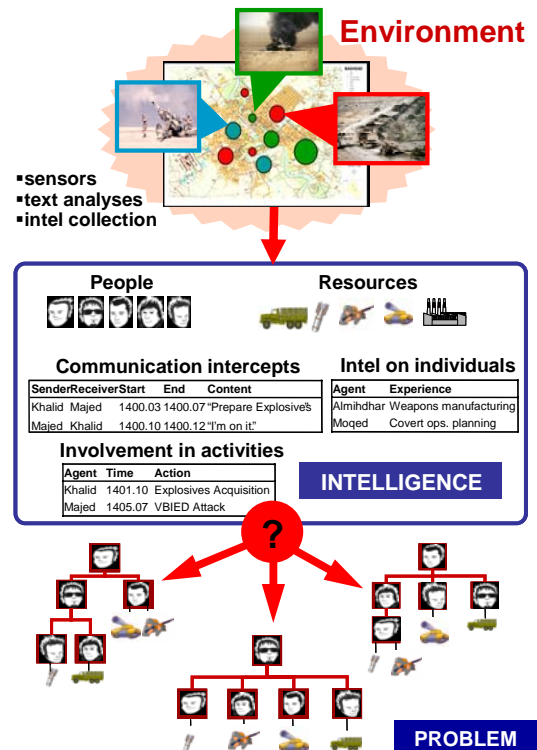 Environment
▪sensors
▪text analyses
▪intel collection
People Resources
Communication intercepts
Sender Receiver Start End Content
Khalid Majed 1400.03 1400.07 “Prepare Explosive”s
Majed Khalid 1400.10 1400.12 “I’m on it.”
Intel on individuals
Agent Experience
Almihdhar Weapons manufacturing
Moqed Covert ops. planning
Involvement in activities
Agent Time Action
Khalid 1401.10 Explosives Acquisition
Majed 1405.07 VBIED Attack
INTELLIGENCE
?
PROBLEM